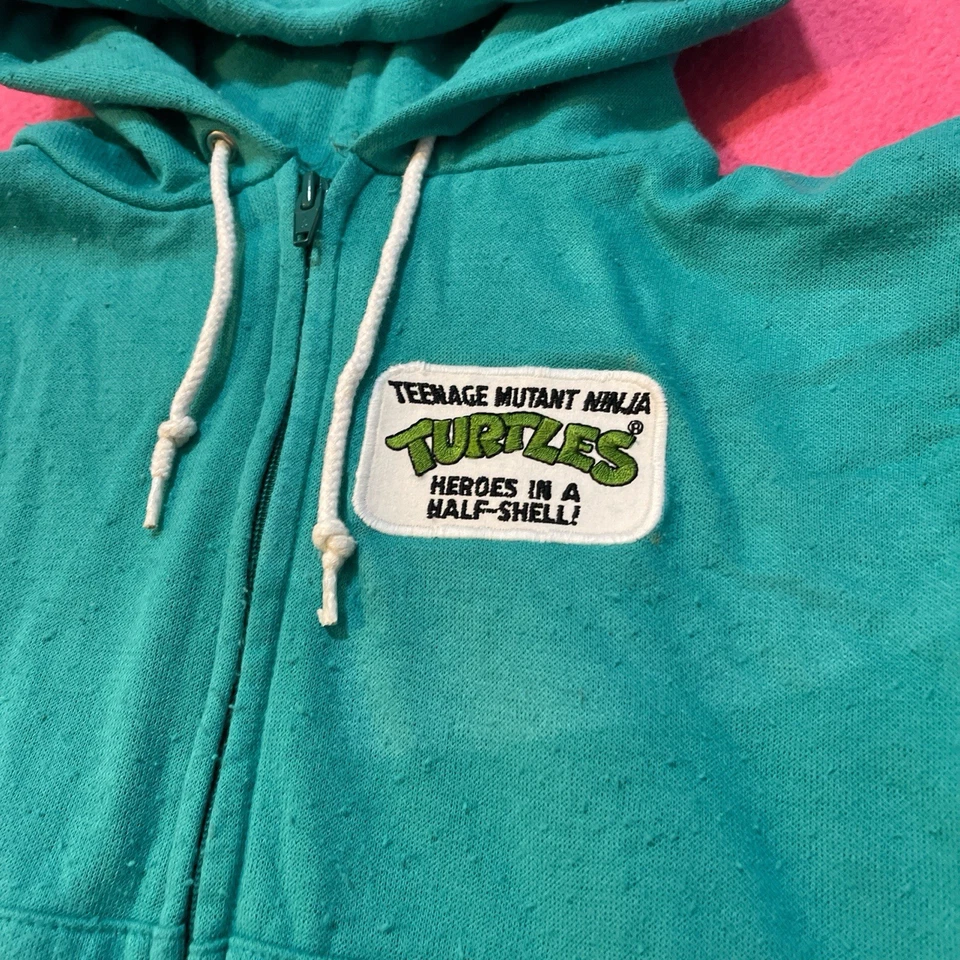 TEENAGE MUTANT NINJA
TURTLES®
HEROES IN A
HALF-SHELL!